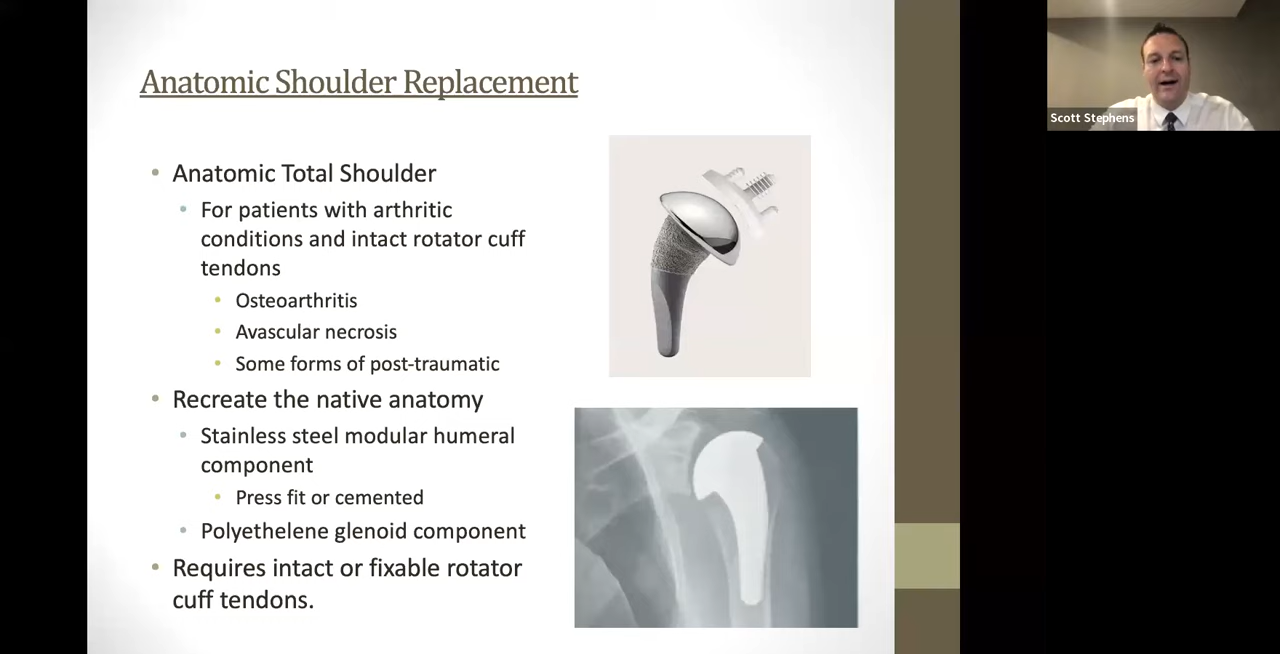 Anatomic Shoulder Replacement
• Anatomic Total Shoulder
• For patients with arthritic
conditions and intact rotator cuff
tendons
• Osteoarthritis
• Avascular necrosis
• Some forms of post-traumatic
• Recreate the native anatomy
• Stainless steel modular humeral
component
• Press fit or cemented
• Polyethelene glenoid component
• Requires intact or fixable rotator
cuff tendons.
Scott Stephens